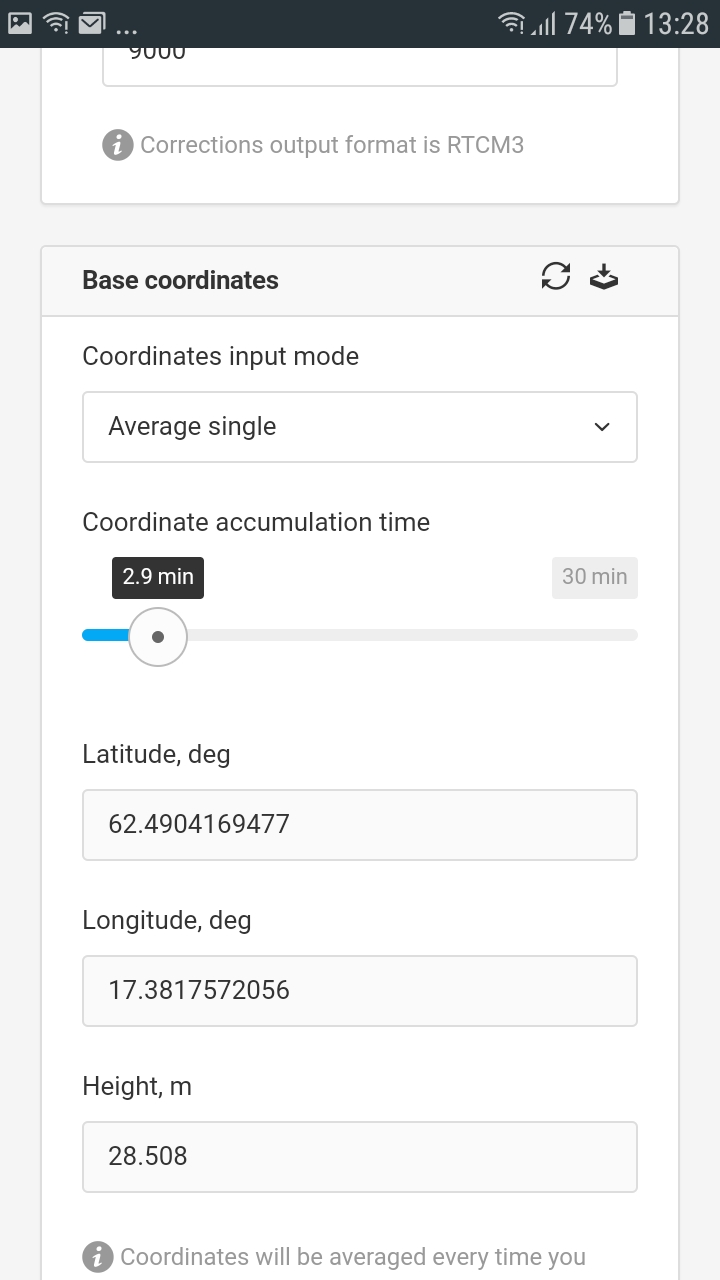 ... 74% 13:28
9000
Corrections output format is RTCM3
Base coordinates
Coordinates input mode
Average single
Coordinate accumulation time
2.9 min 30 min
Latitude, deg
62.4904169477
Longitude, deg
17.3817572056
Height, m
28.508
Coordinates will be averaged every time you